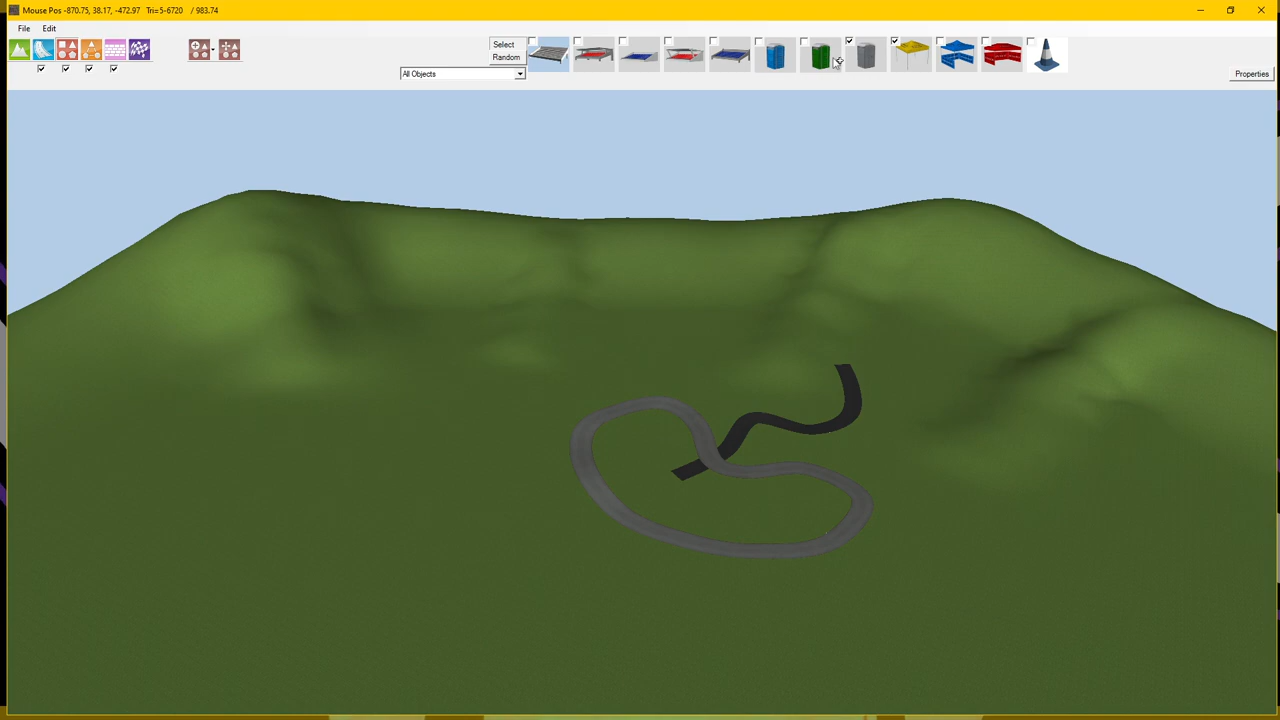 Mouse Pos -870.75, 38.17, -472.97 Tri=5-6720 / 983.74
File Edit
Select
Random
All Objects
Properties